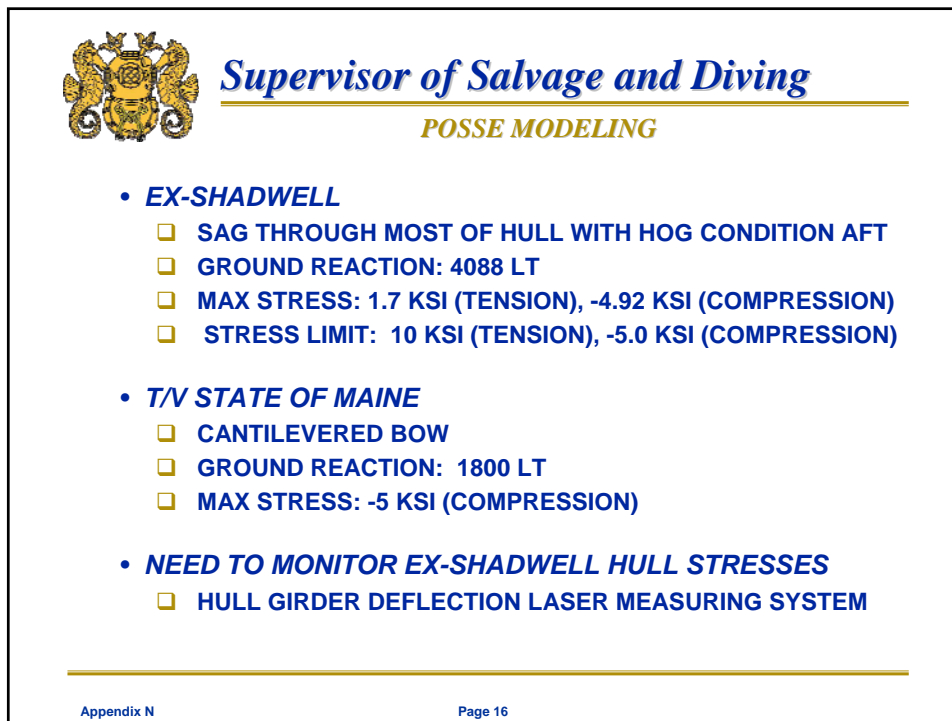 Supervisor of Salvage and Diving
POSSE MODELING
• EX-SHADWELL
❑ SAG THROUGH MOST OF HULL WITH HOG CONDITION AFT
❑ GROUND REACTION: 4088 LT
❑ MAX STRESS: 1.7 KSI (TENSION), -4.92 KSI (COMPRESSION)
❑ STRESS LIMIT: 10 KSI (TENSION), -5.0 KSI (COMPRESSION)
• T/V STATE OF MAINE
❑ CANTILEVERED BOW
❑ GROUND REACTION: 1800 LT
❑ MAX STRESS: -5 KSI (COMPRESSION)
• NEED TO MONITOR EX-SHADWELL HULL STRESSES
❑ HULL GIRDER DEFLECTION LASER MEASURING SYSTEM
Appendix N Page 16